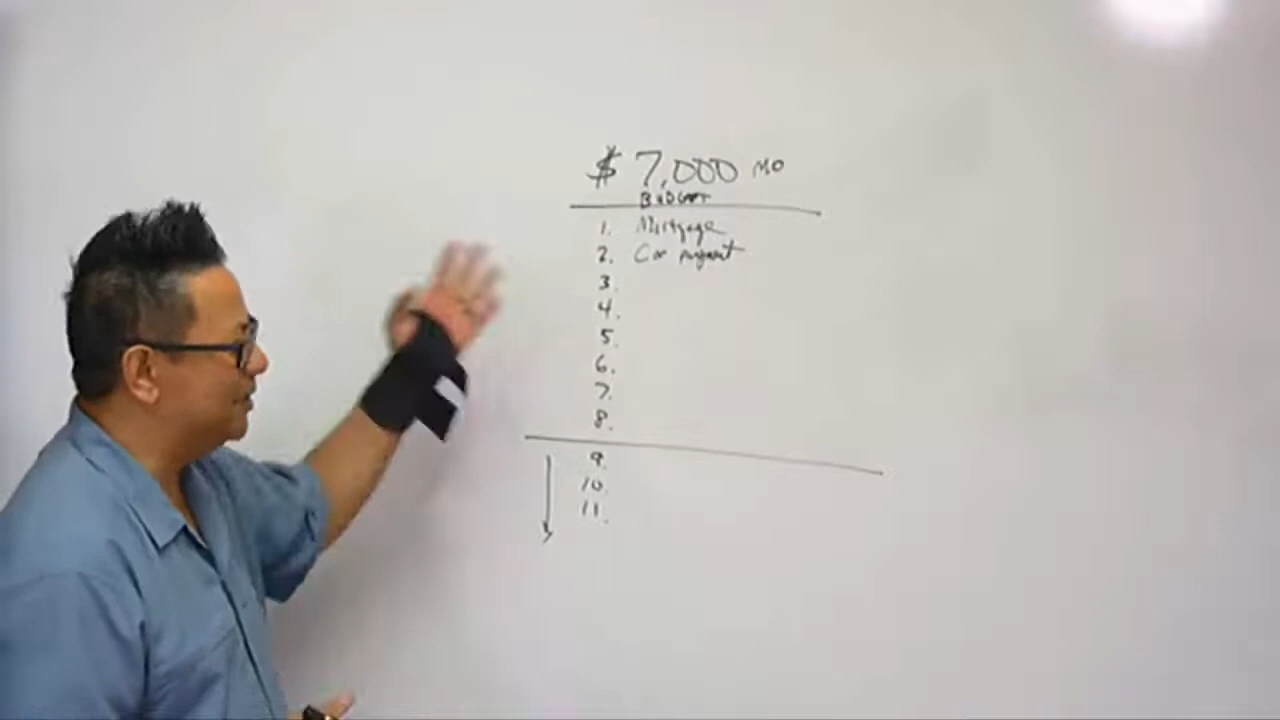 $ 7,000 MO
BUDGET
1. Mortgage
2. Car payment
3.
4.
5.
6.
7.
8.
9.
10.
11.